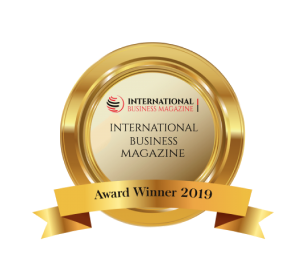 INTERNATIONAL
BUSINESS MAGAZINE
INTERNATIONAL
BUSINESS
MAGAZINE
Award Winner 2019